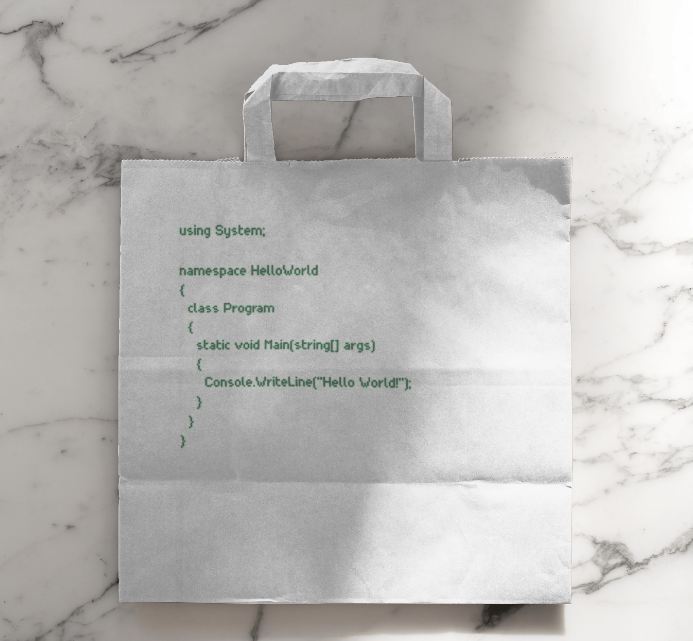 using System;

namespace HelloWorld
{
  class Program
  {
    static void Main(string[] args)
    {
      Console.WriteLine("Hello World!");
    }
  }
}